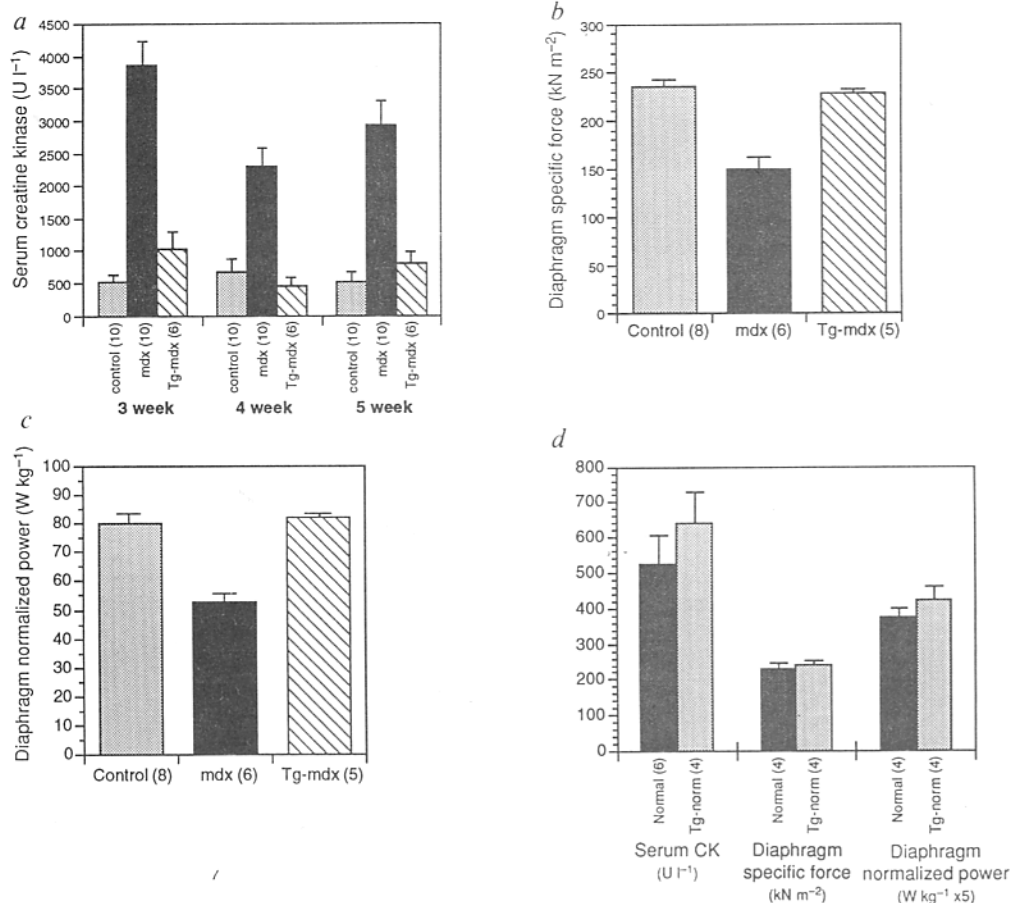 a
Serum creatine kinase (U l⁻¹)
4500
4000
3500
3000
2500
2000
1500
1000
500
0
control (10)
mdx (10)
Tg-mdx (6)
control (10)
mdx (10)
Tg-mdx (6)
control (10)
mdx (10)
Tg-mdx (6)
3 week
4 week
5 week
b
Diaphragm specific force (kN m⁻²)
300
250
200
150
100
50
0
Control (8) mdx (6) Tg-mdx (5)
c
Diaphragm normalized power (W kg⁻¹)
100
90
80
70
60
50
40
30
20
10
0
Control (8) mdx (6) Tg-mdx (5)
d
800
700
600
500
400
300
200
100
0
Normal (6)
Tg-norm (4)
Normal (4)
Tg-norm (4)
Normal (4)
Tg-norm (4)
Serum CK
(U l⁻¹)
Diaphragm
specific force
(kN m⁻²)
Diaphragm
normalized power
(W kg⁻¹ x5)